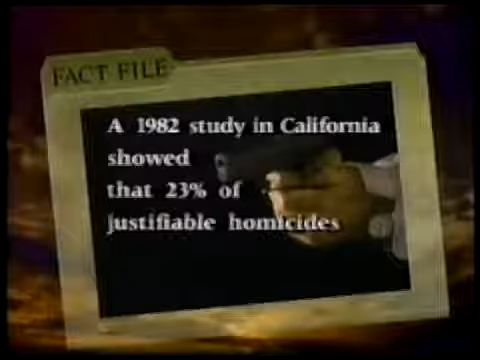 FACT FILE
A 1982 study in California
showed
that 23% of
justifiable homicides